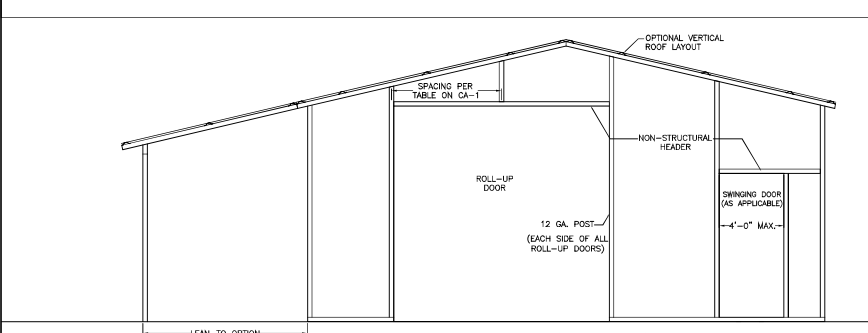 OPTIONAL VERTICAL
ROOF LAYOUT
SPACING PER
TABLE ON CA-1
NON-STRUCTURAL
HEADER
ROLL-UP
DOOR
SWINGING DOOR
(AS APPLICABLE)
4'-0" MAX.
12 GA. POST
(EACH SIDE OF ALL
ROLL-UP DOORS)
LEAN TO OPTION